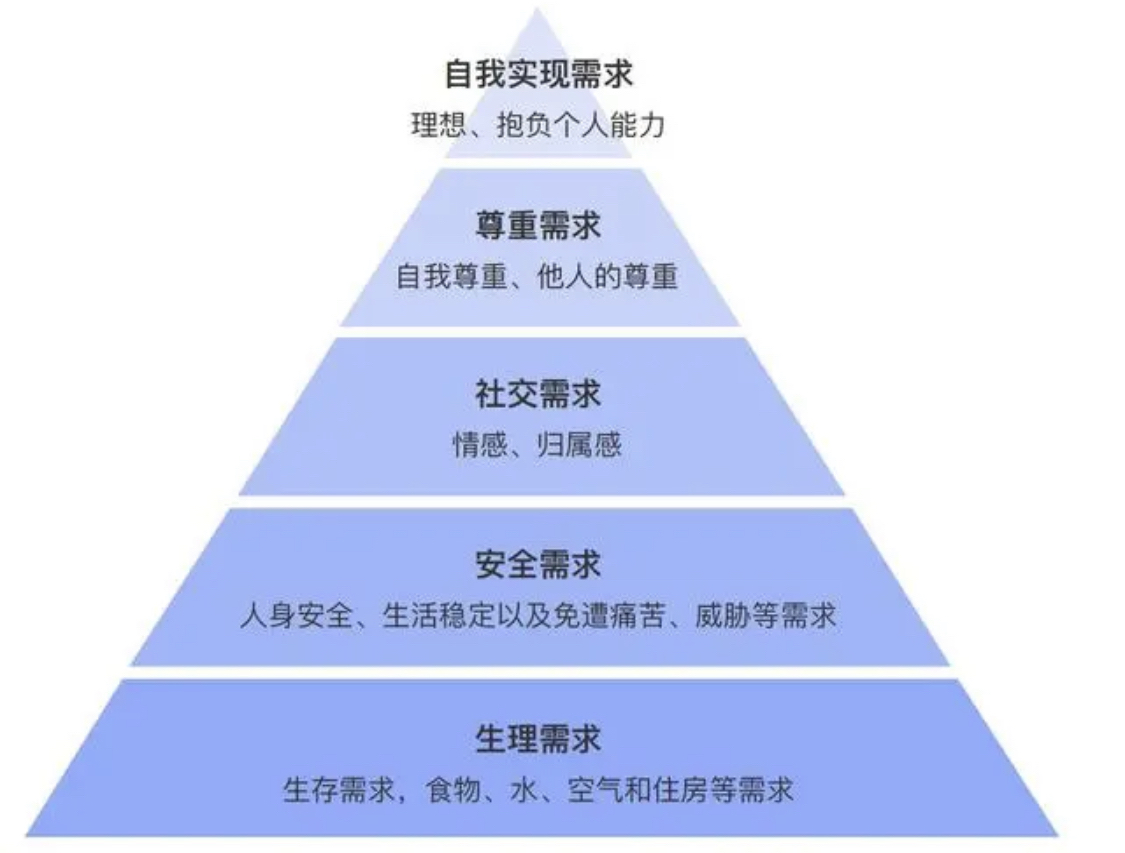 自我实现需求
理想、抱负个人能力
尊重需求
自我尊重、他人的尊重
社交需求
情感、归属感
安全需求
人身安全、生活稳定以及免遭痛苦、威胁等需求
生理需求
生存需求，食物、水、空气和住房等需求